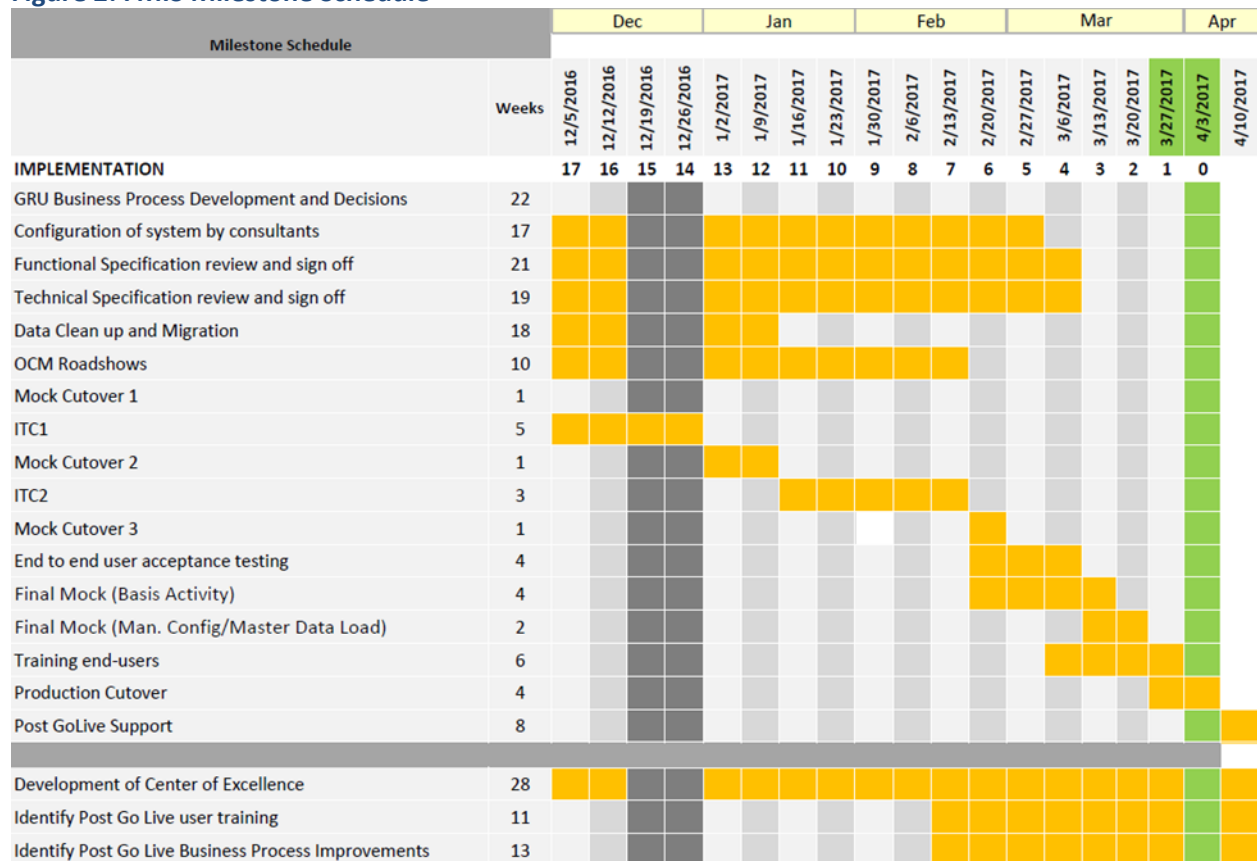 Figure Milestone Schedule
Dec Jan Feb Mar Apr
Milestone Schedule
Weeks 12/5/2016 12/12/2016 12/19/2016 12/26/2016 1/2/2017 1/9/2017 1/16/2017 1/23/2017 1/30/2017 2/6/2017 2/13/2017 2/20/2017 2/27/2017 3/6/2017 3/13/2017 3/20/2017 3/27/2017 4/3/2017 4/10/2017
IMPLEMENTATION 17 16 15 14 13 12 11 10 9 8 7 6 5 4 3 2 1 0
GRU Business Process Development and Decisions 22
Configuration of system by consultants 17
Functional Specification review and sign off 21
Technical Specification review and sign off 19
Data Clean up and Migration 18
OCM Roadshows 10
Mock Cutover 1 1
ITC1 5
Mock Cutover 2 1
ITC2 3
Mock Cutover 3 1
End to end user acceptance testing 4
Final Mock (Basis Activity) 4
Final Mock (Man. Config/Master Data Load) 2
Training end-users 6
Production Cutover 4
Post GoLive Support 8
Development of Center of Excellence 28
Identify Post Go Live user training 11
Identify Post Go Live Business Process Improvements 13